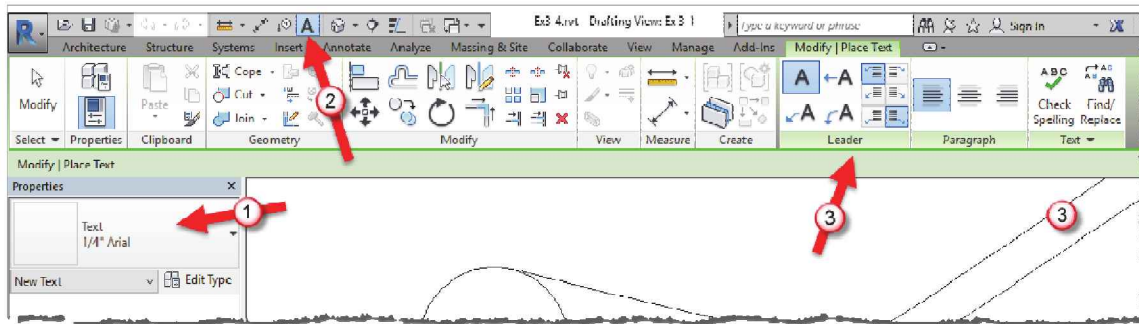 R
A
Ex3-4.rvt - Drafting View: Ex 3-1
Type a keyword or phrase
Sign In
Architecture Structure Systems Insert Annotate Analyze Massing & Site Collaborate View Manage Add-Ins Modify | Place Text
Modify
Paste
Cope
Cut
Join
A A
A A
ABC
Check Spelling
Find/ Replace
Select Properties Clipboard Geometry Modify View Measure Create Leader Paragraph Text
Modify | Place Text
Properties X
Text
1/4" Arial
New Text Edit Type
1
2
3
3